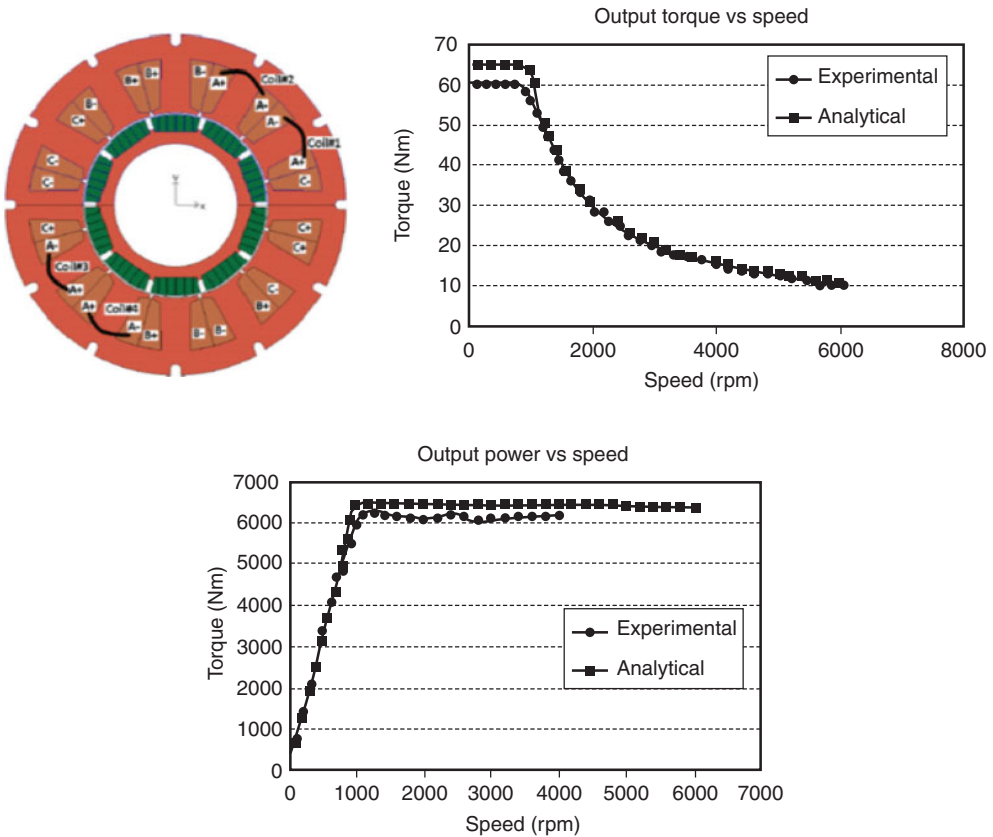 B+ B+
B- A+
Coil#2
B-
C+
A-
A-
Coil#1
C-
C-
A+
Y
X
C+
A-
C+
C+
Coil#3
A+
A+
Coil#4
A-
B+
B- B-
C-
B+
Output torque vs speed
Torque (Nm)
70
60
50
40
30
20
10
0
0 2000 4000 6000 8000
Speed (rpm)
Experimental
Analytical
Output power vs speed
Torque (Nm)
7000
6000
5000
4000
3000
2000
1000
0
0 1000 2000 3000 4000 5000 6000 7000
Speed (rpm)
Experimental
Analytical